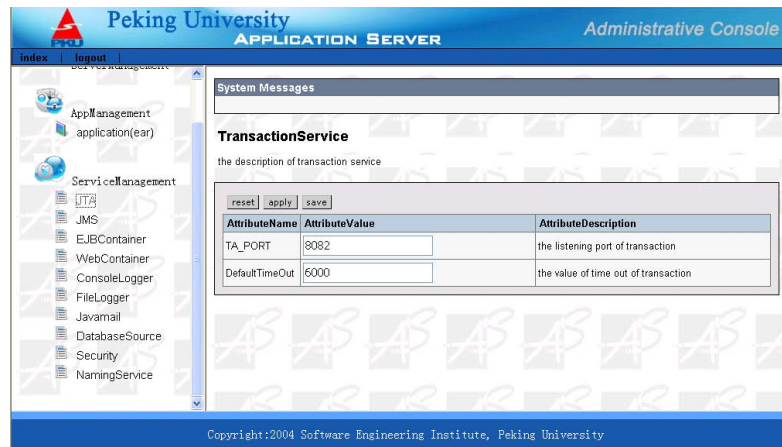 Peking University
APPLICATION SERVER
Administrative Console
PKU
index | logout |
ServerManagement
AppManagement
application(ear)
ServiceManagement
JTA
JMS
EJBContainer
WebContainer
ConsoleLogger
FileLogger
Javamail
DatabaseSource
Security
NamingService
System Messages
TransactionService
the description of transaction service
reset apply save
AttributeName AttributeValue AttributeDescription
TA_PORT 8082 the listening port of transaction
DefaultTimeOut 6000 the value of time out of transaction
Copyright:2004 Software Engineering Institute, Peking University